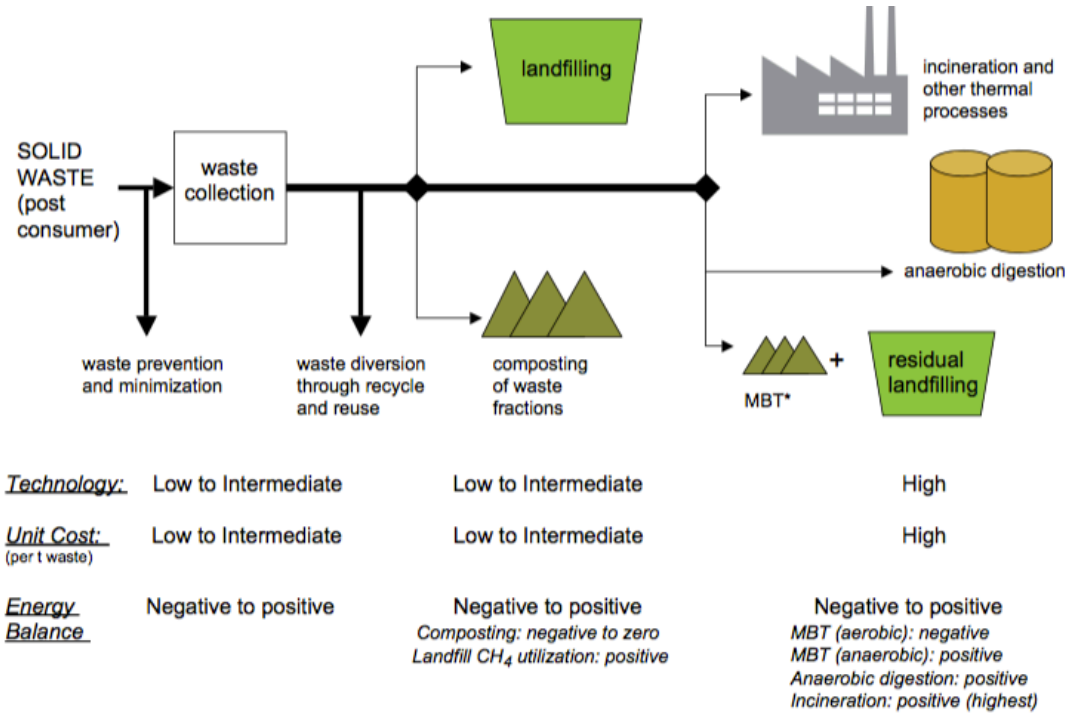 landfilling
incineration and
other thermal
processes
SOLID
WASTE
(post
consumer)
waste
collection
anaerobic digestion
waste prevention
and minimization
waste diversion
through recycle
and reuse
composting
of waste
fractions
MBT*
+
residual
landfilling
Technology: Low to Intermediate Low to Intermediate High
Unit Cost: Low to Intermediate Low to Intermediate High
(per t waste)
Energy Negative to positive Negative to positive Negative to positive
Balance Composting: negative to zero MBT (aerobic): negative
Landfill CH4 utilization: positive MBT (anaerobic): positive
Anaerobic digestion: positive
Incineration: positive (highest)